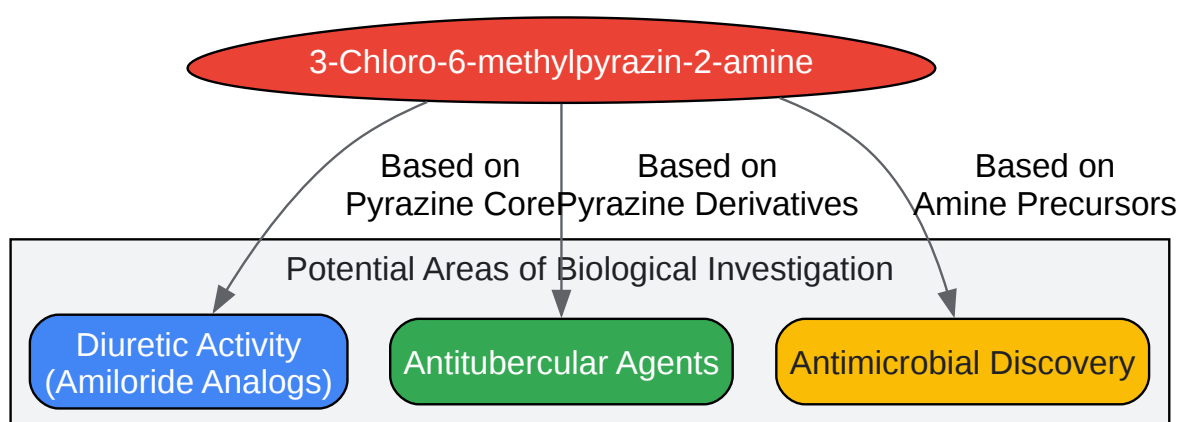 3-Chloro-6-methylpyrazin-2-amine
Based on
Pyrazine Core
Based on
Pyrazine Derivatives
Based on
Amine Precursors
Potential Areas of Biological Investigation
Diuretic Activity
(Amiloride Analogs)
Antitubercular Agents
Antimicrobial Discovery